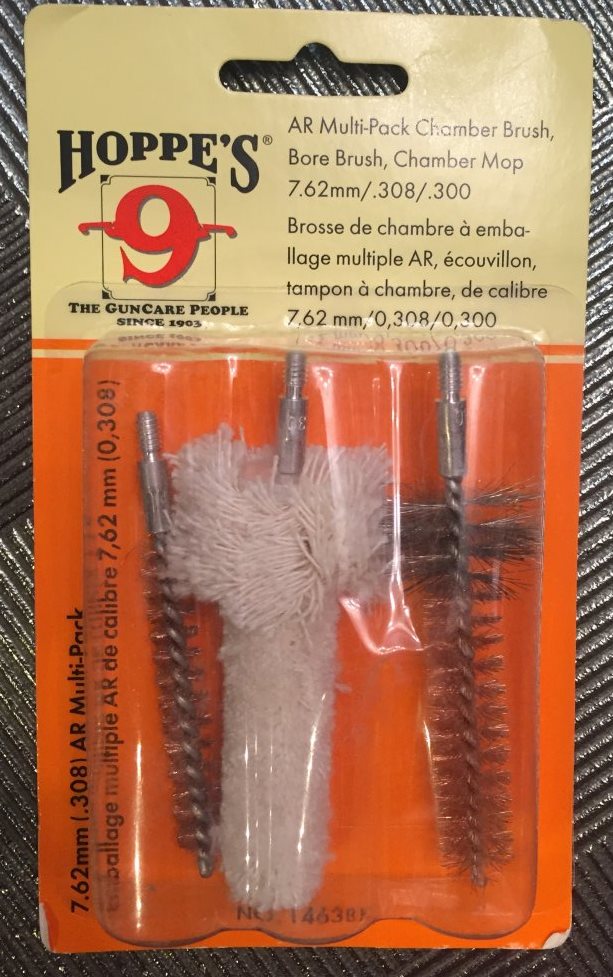 HOPPE'S®
9
THE GUNCARE PEOPLE
SINCE 1903
AR Multi-Pack Chamber Brush,
Bore Brush, Chamber Mop
7.62mm/.308/.300
Brosse de chambre à emba-
llage multiple AR, écouvillon,
tampon à chambre, de calibre
7,62 mm/0,308/0,300
7.62mm (.308) AR Multi-Pack
Emballage multiple AR de calibre 7,62 mm (0,308)